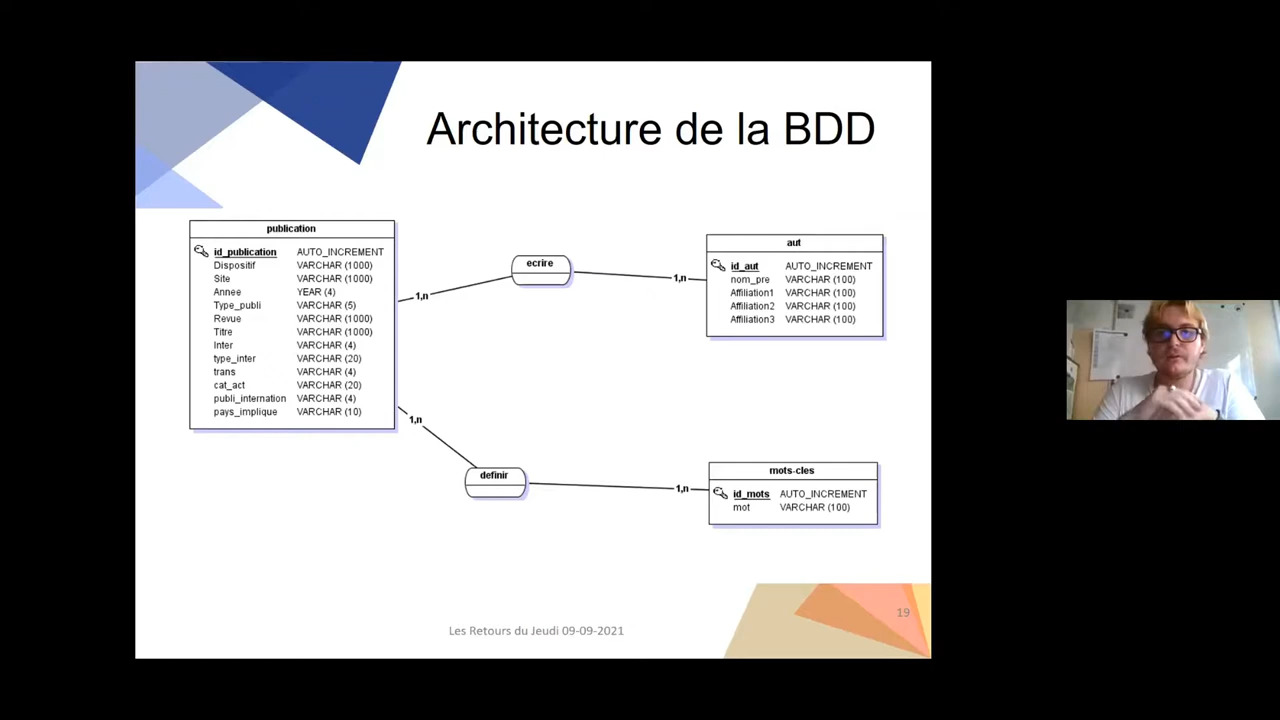 Architecture de la BDD
publication
id_publication AUTO_INCREMENT
Dispositif VARCHAR (1000)
Site VARCHAR (1000)
Annee YEAR (4)
Type_publi VARCHAR (5)
Revue VARCHAR (1000)
Titre VARCHAR (1000)
Inter VARCHAR (4)
type_inter VARCHAR (20)
trans VARCHAR (4)
cat_act VARCHAR (20)
publi_internation VARCHAR (4)
pays_implique VARCHAR (10)
1,n
ecrire
1,n
aut
id_aut AUTO_INCREMENT
nom_pre VARCHAR (100)
Affiliation1 VARCHAR (100)
Affiliation2 VARCHAR (100)
Affiliation3 VARCHAR (100)
1,n
definir
1,n
mots-cles
id_mots AUTO_INCREMENT
mot VARCHAR (100)
Les Retours du Jeudi 09-09-2021
19